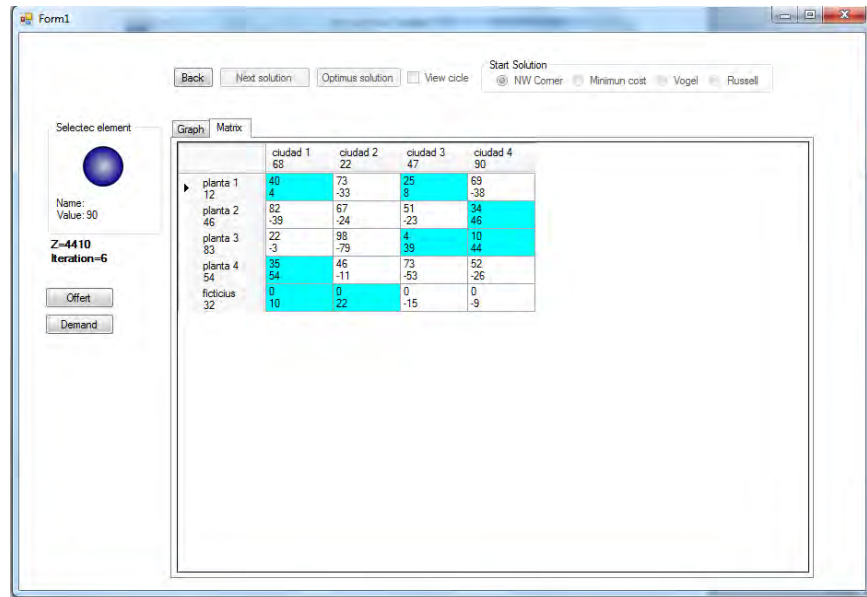 Form1
Start Solution
Back Next solution Optimus solution View cicle NW Corner Minimun cost Vogel Russell
Selectec element
Graph Matrix
ciudad 1 ciudad 2 ciudad 3 ciudad 4
68 22 47 90
planta 1 40 73 25 69
12 4 -33 8 -38
Name:
planta 2 82 67 51 34
Value: 90
46 -39 -24 -23 46
planta 3 22 98 4 10
83 -3 -79 39 44
Z=4410
Iteration=6
planta 4 35 46 73 52
54 54 -11 -53 -26
Offert
ficticius 0 0 0 0
32 10 22 -15 -9
Demand